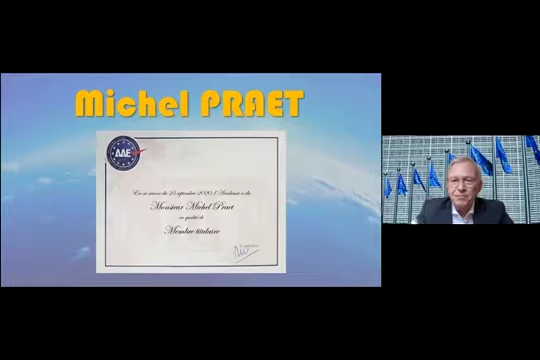 Michel PRAET
AAE
En sa séance du 25 septembre 2020, l'Académie a élu
Monsieur Michel Praet
en qualité de
Membre titulaire